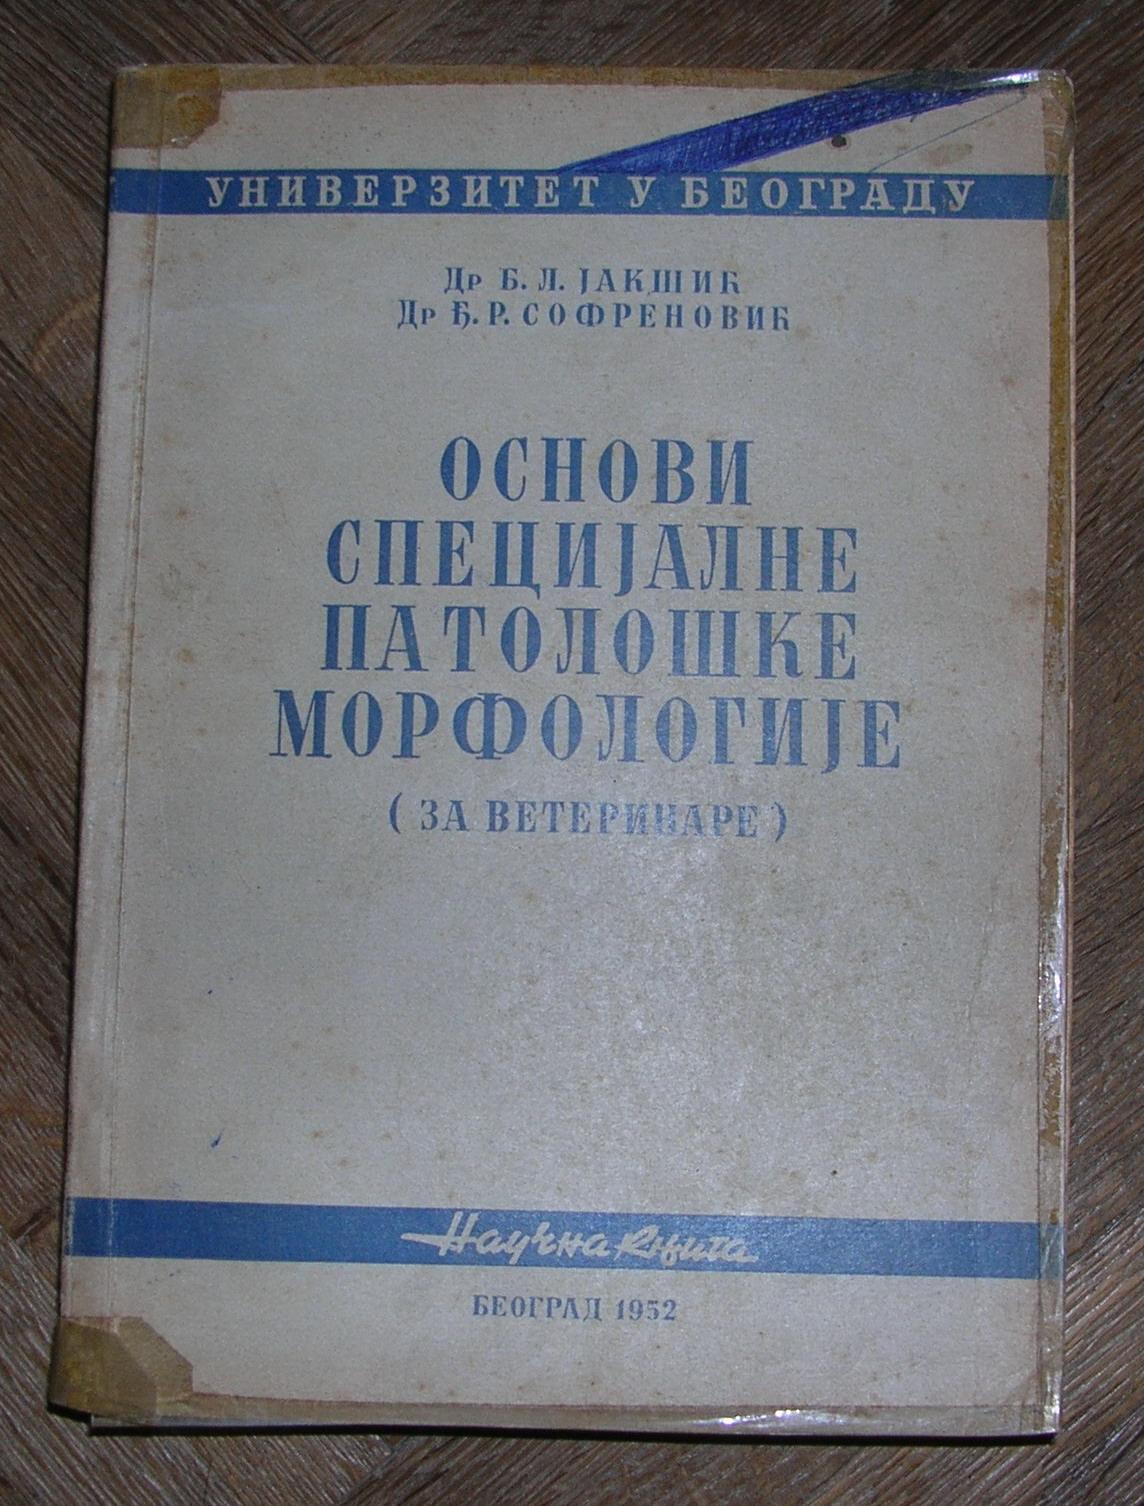 УНИВЕРЗИТЕТ У БЕОГРАДУ
Др Б. Л. ЈАКШИЋ
Др Ђ. Р. СОФРЕНОВИЋ
ОСНОВИ
СПЕЦИЈАЛНЕ
ПАТОЛОШКЕ
МОРФОЛОГИЈЕ
(ЗА ВЕТЕРИНАРЕ)
Научна књига
БЕОГРАД 1952